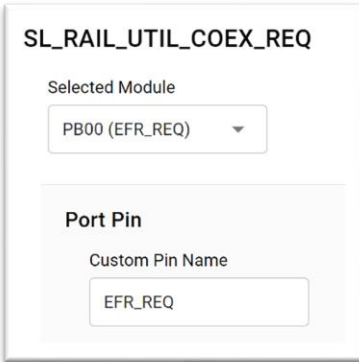 SL_RAIL_UTIL_COEX_REQ
Selected Module
PB00 (EFR_REQ)
Port Pin
Custom Pin Name
EFR_REQ